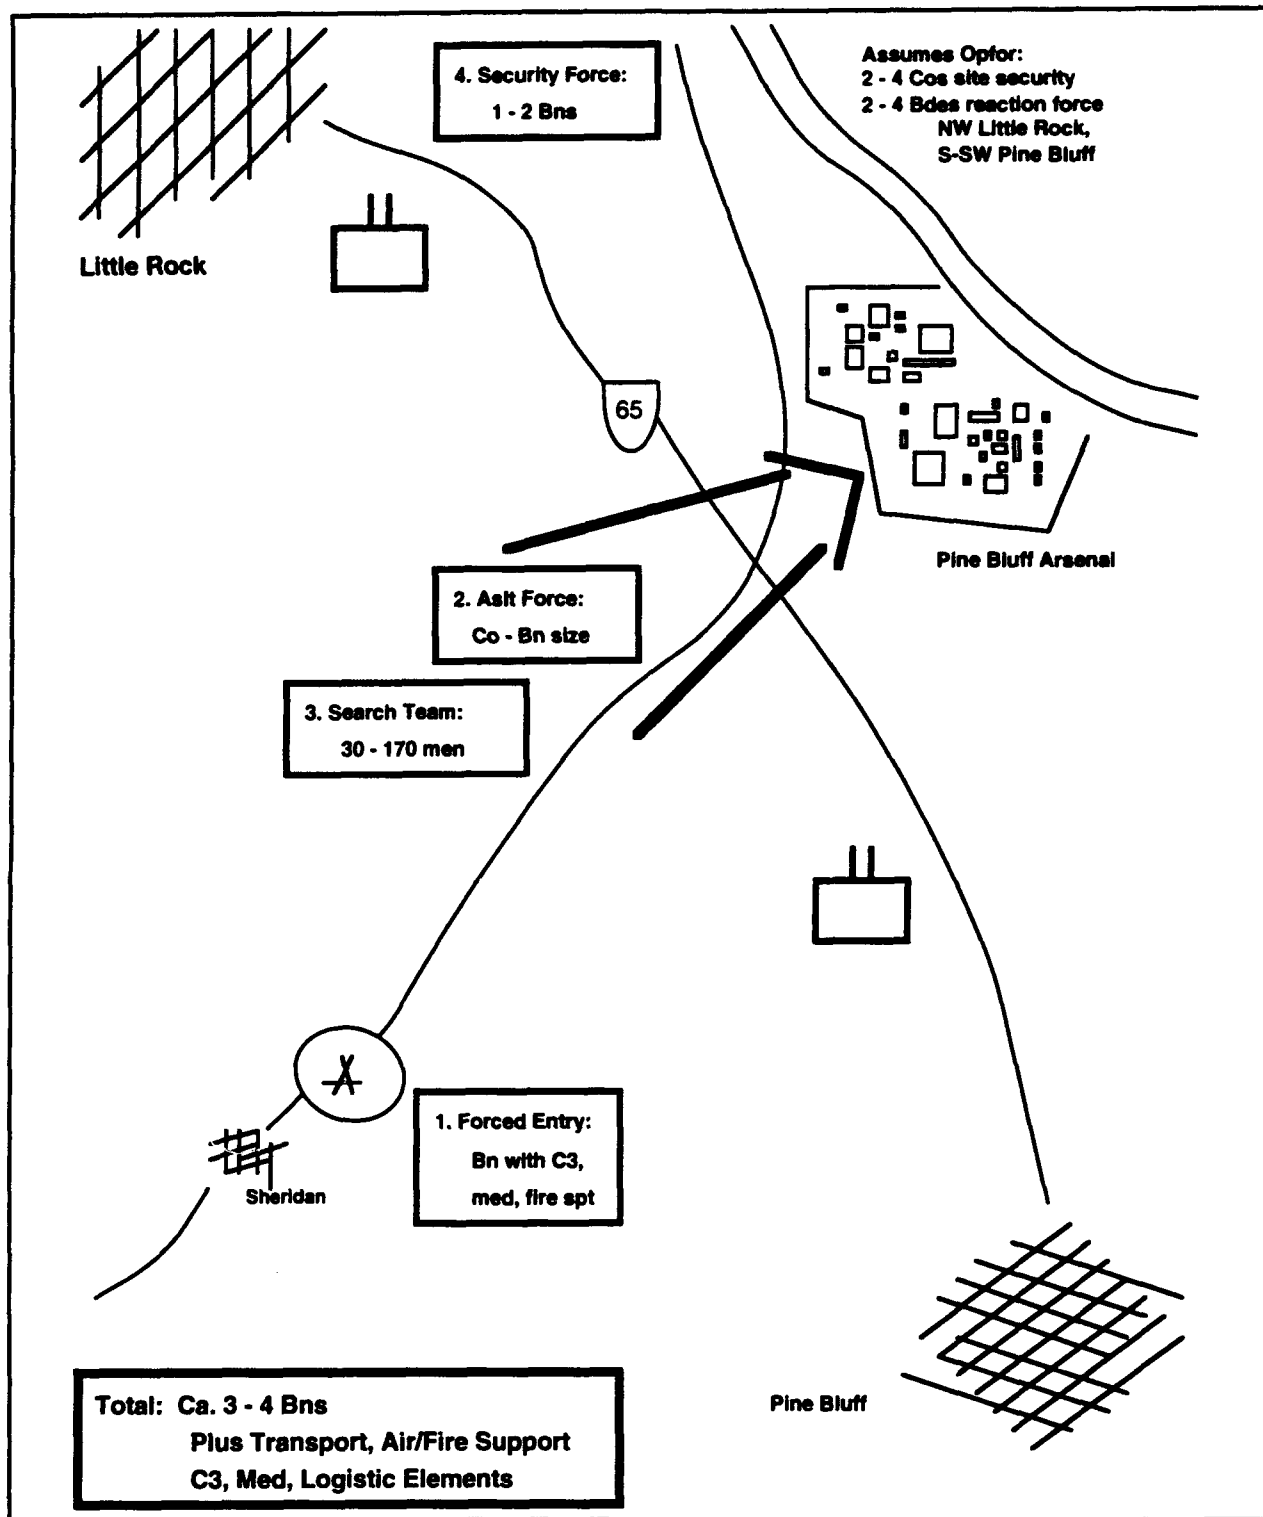 4. Security Force:
1 - 2 Bns
Assumes Opfor:
2 - 4 Cos site security
2 - 4 Bdes reaction force
NW Little Rock,
S-SW Pine Bluff
Little Rock
65
Pine Bluff Arsenal
2. Aslt Force:
Co - Bn size
3. Search Team:
30 - 170 men
1. Forced Entry:
Bn with C3,
med, fire spt
Sheridan
Pine Bluff
Total: Ca. 3 - 4 Bns
Plus Transport, Air/Fire Support
C3, Med, Logistic Elements